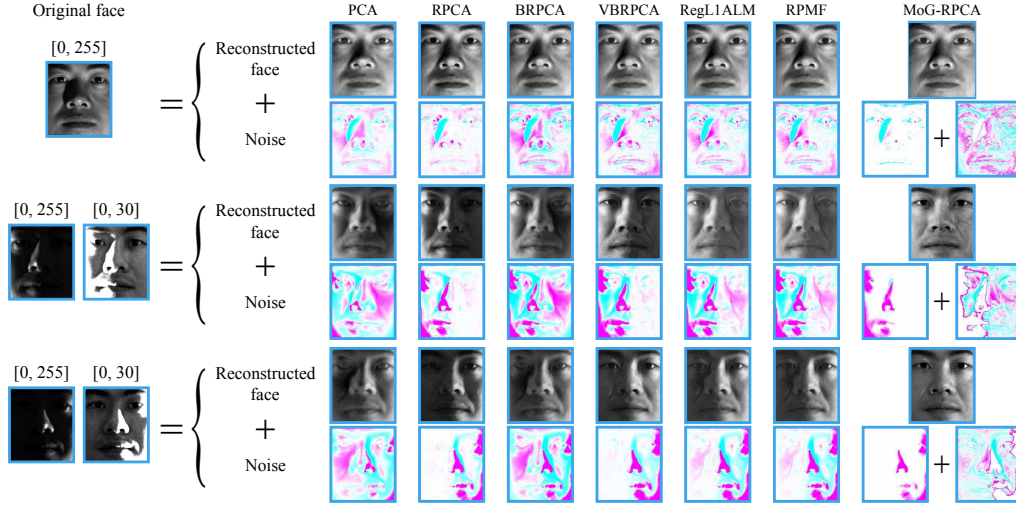 Original face PCA RPCA BRPCA VBRPCA RegL1ALM RPMF MoG-RPCA
[0, 255]
= { Reconstructed
face
+
Noise
+
[0, 255] [0, 30]
= { Reconstructed
face
+
Noise
+
[0, 255] [0, 30]
= { Reconstructed
face
+
Noise
+